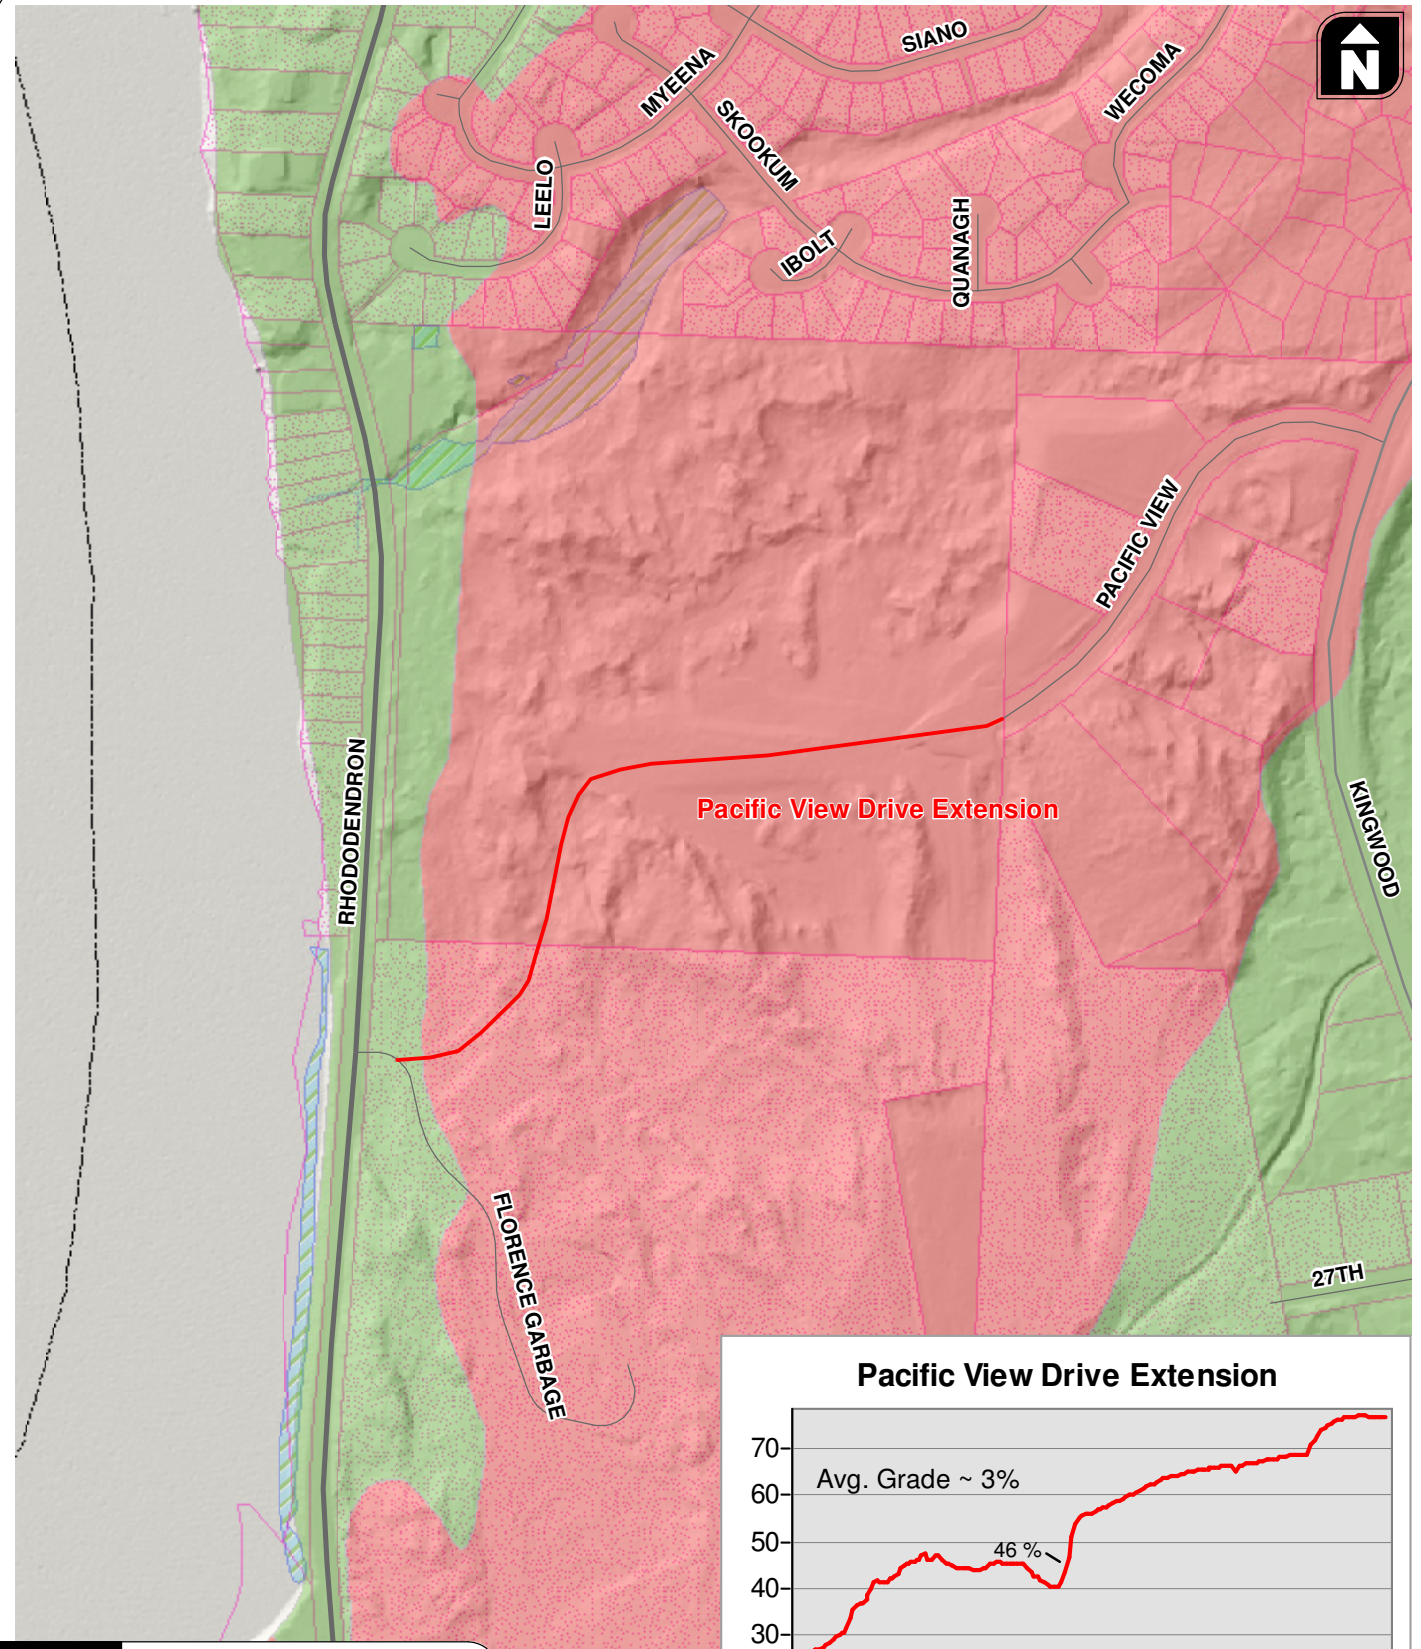 SIANO
N
WECOMA
MYEENA
SKOOKUM
LEELO
IBOLT
QUANAGH
PACIFIC VIEW
RHODODENDRON
Pacific View Drive Extension
KINGWOOD
FLORENCE GARBAGE
27TH
Pacific View Drive Extension
70
Avg. Grade ~ 3%
60
50
46 %
40
30